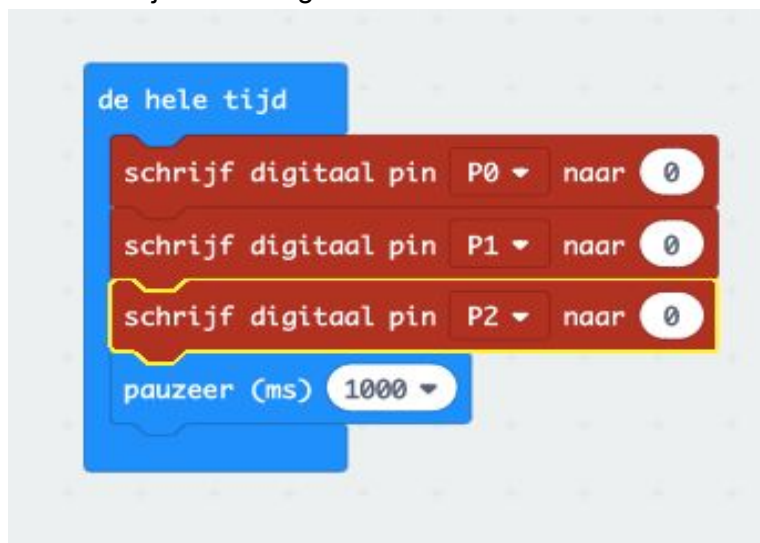 de hele tijd
schrijf digitaal pin P0 naar 0
schrijf digitaal pin P1 naar 0
schrijf digitaal pin P2 naar 0
pauzeer (ms) 1000